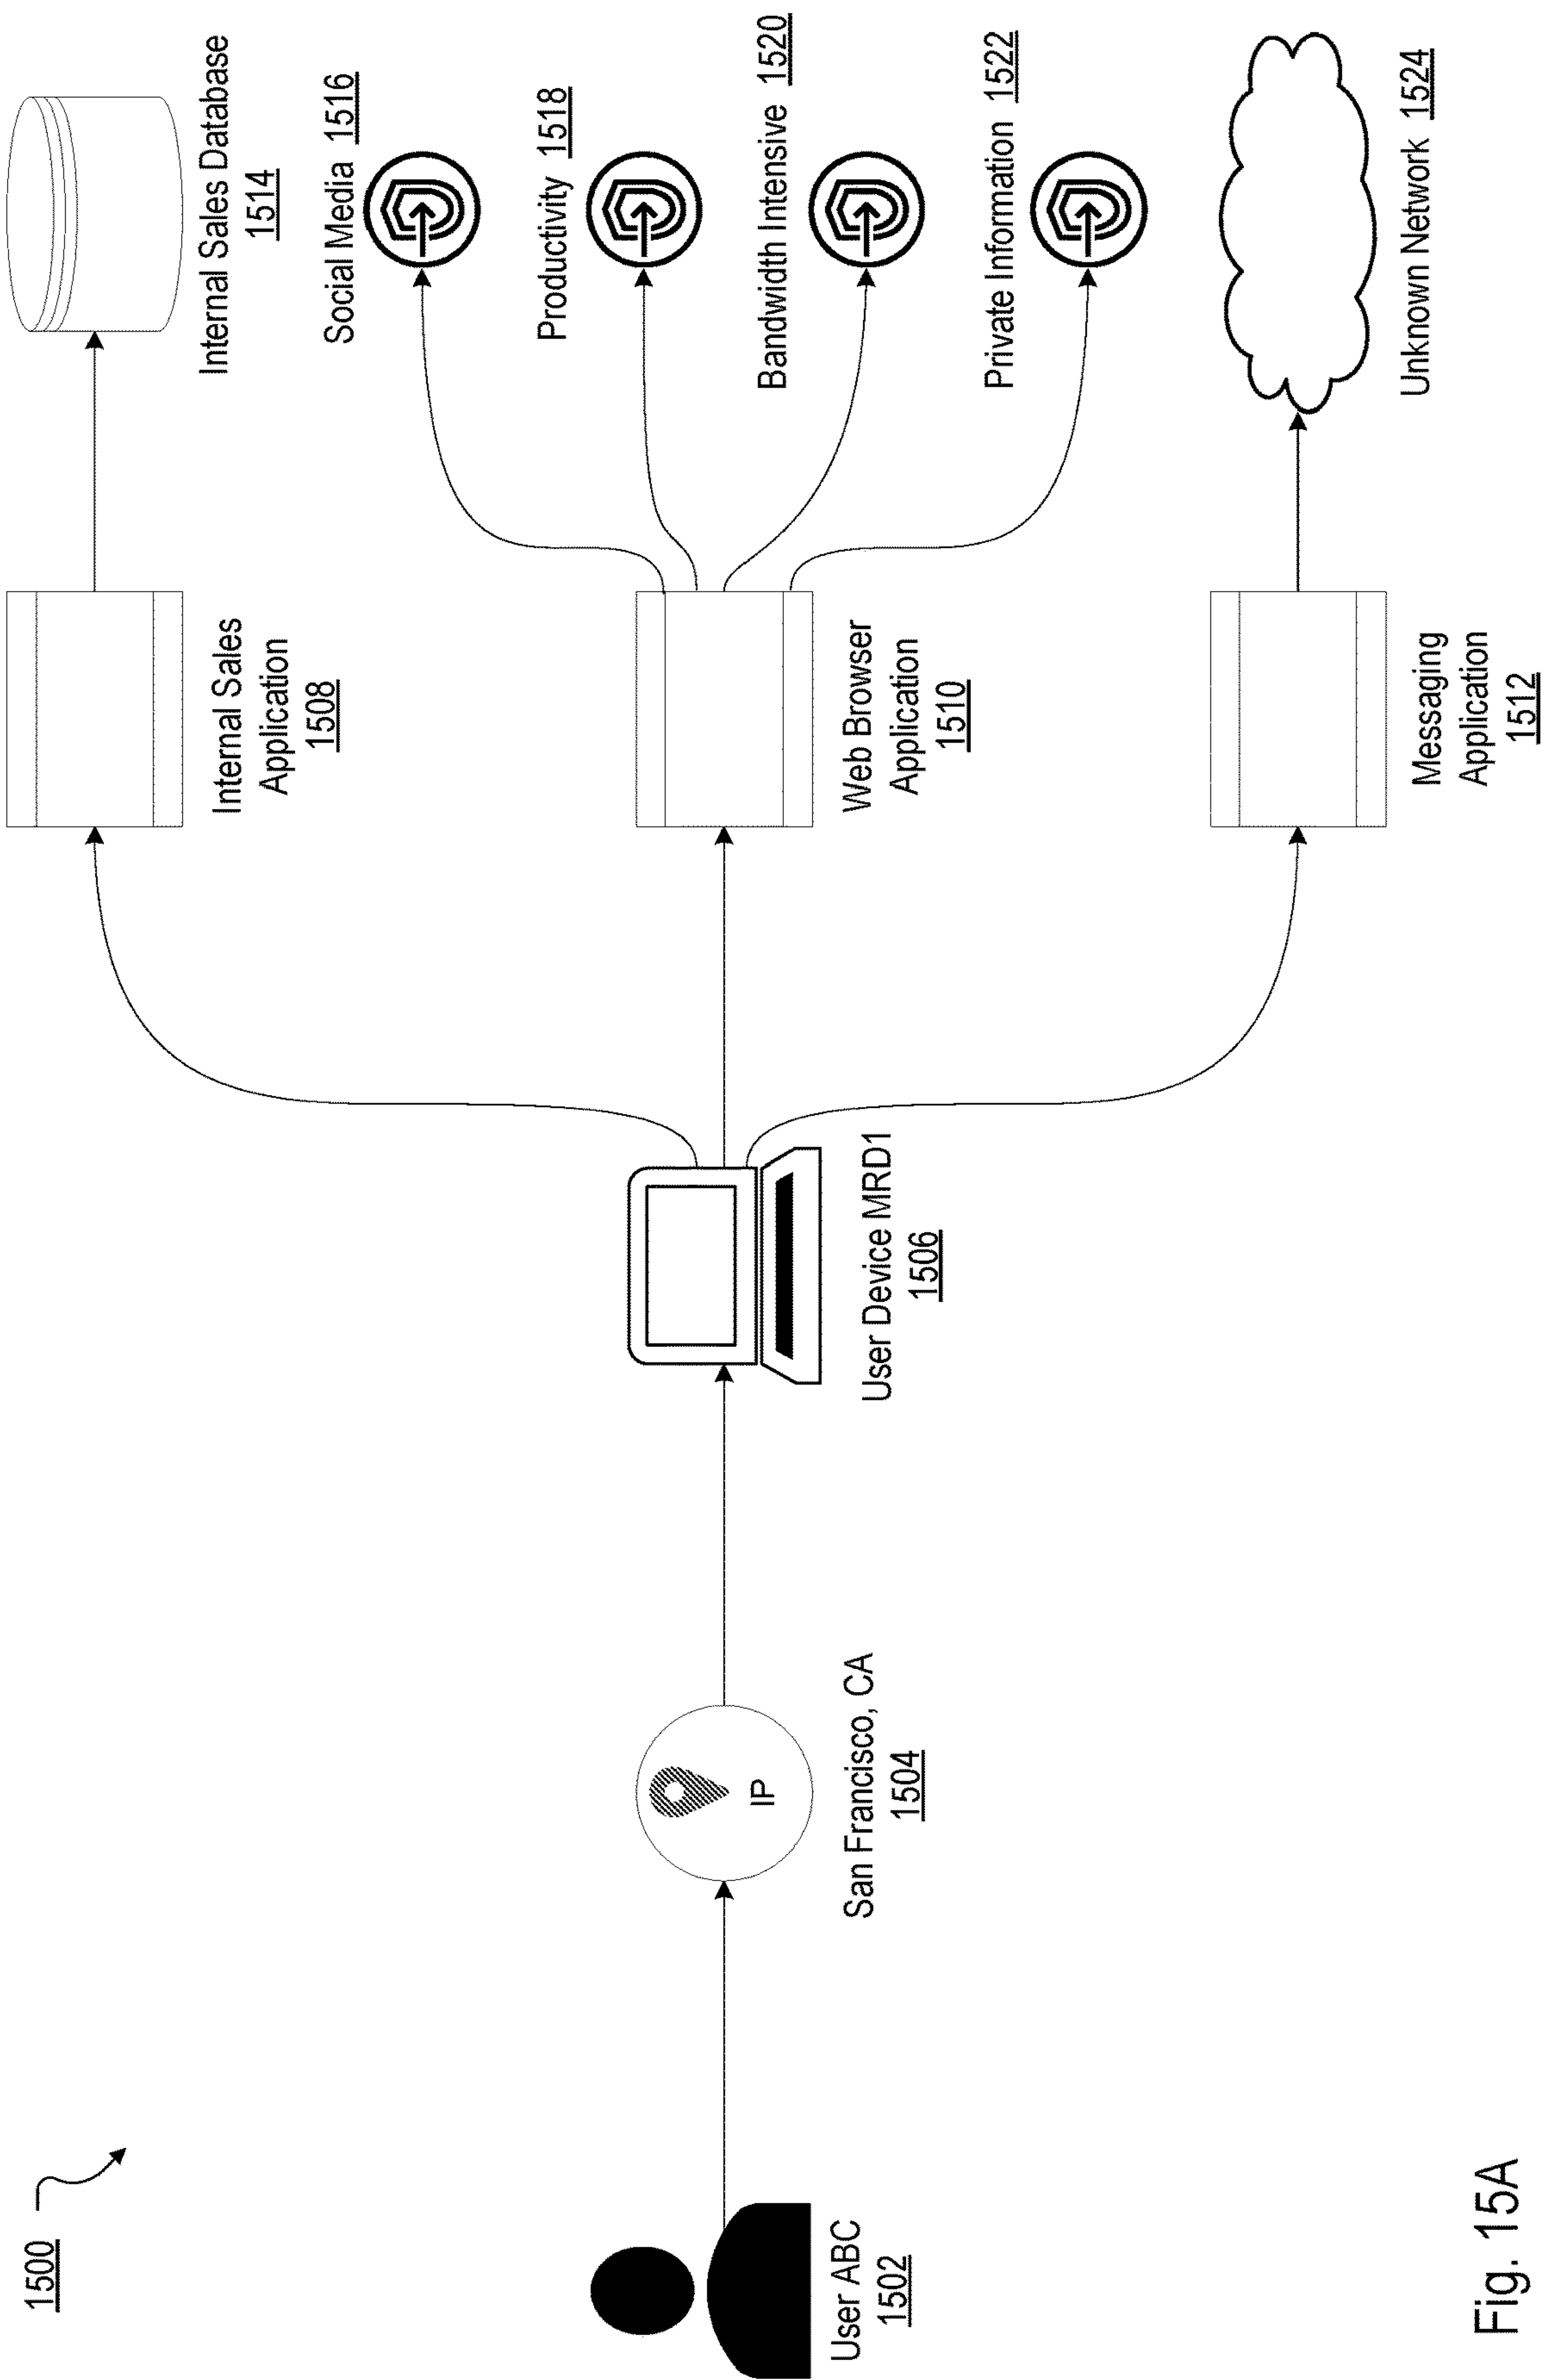 1500
User ABC
1502
IP
San Francisco, CA
1504
User Device MRD1
1506
Internal Sales
Application
1508
Web Browser
Application
1510
Messaging
Application
1512
Internal Sales Database
1514
Social Media 1516
Productivity 1518
Bandwidth Intensive 1520
Private Information 1522
Unknown Network 1524
Fig. 15A